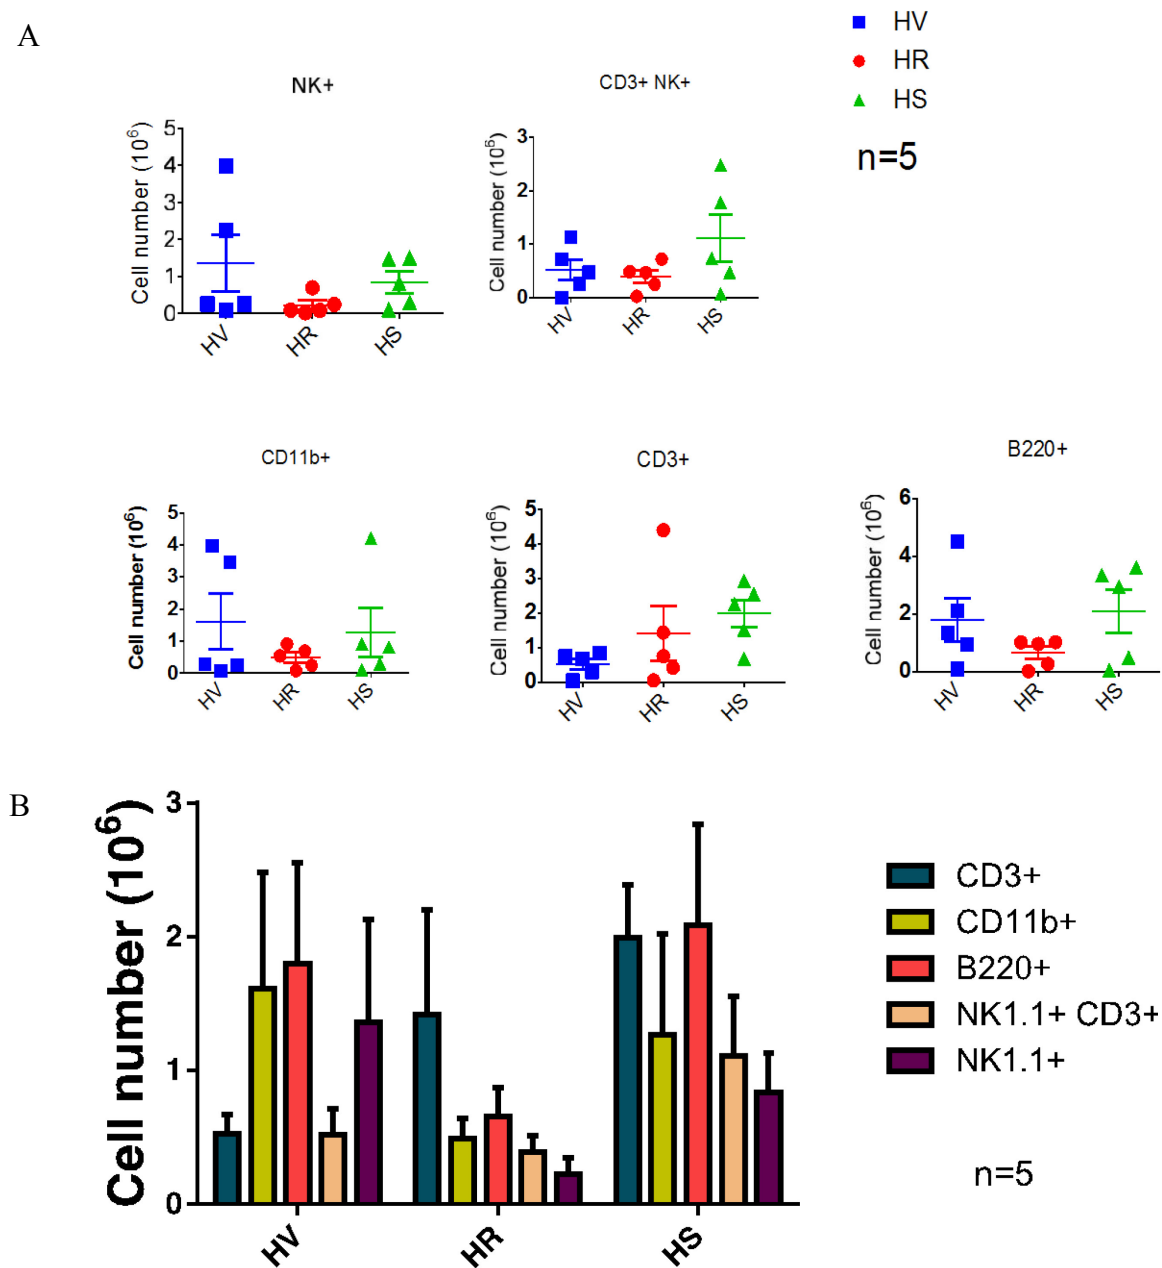 A
HV
HR
HS
n=5
NK+
Cell number (10⁶)
5
4
3
2
1
0
HV
HR
HS
CD3+ NK+
Cell number (10⁶)
3
2
1
0
HV
HR
HS
CD11b+
Cell number (10⁶)
5
4
3
2
1
0
HV
HR
HS
CD3+
Cell number (10⁶)
5
4
3
2
1
0
HV
HR
HS
B220+
Cell number (10⁶)
6
4
2
0
HV
HR
HS
B
Cell number (10⁶)
3
2
1
0
HV
HR
HS
CD3+
CD11b+
B220+
NK1.1+ CD3+
NK1.1+
n=5